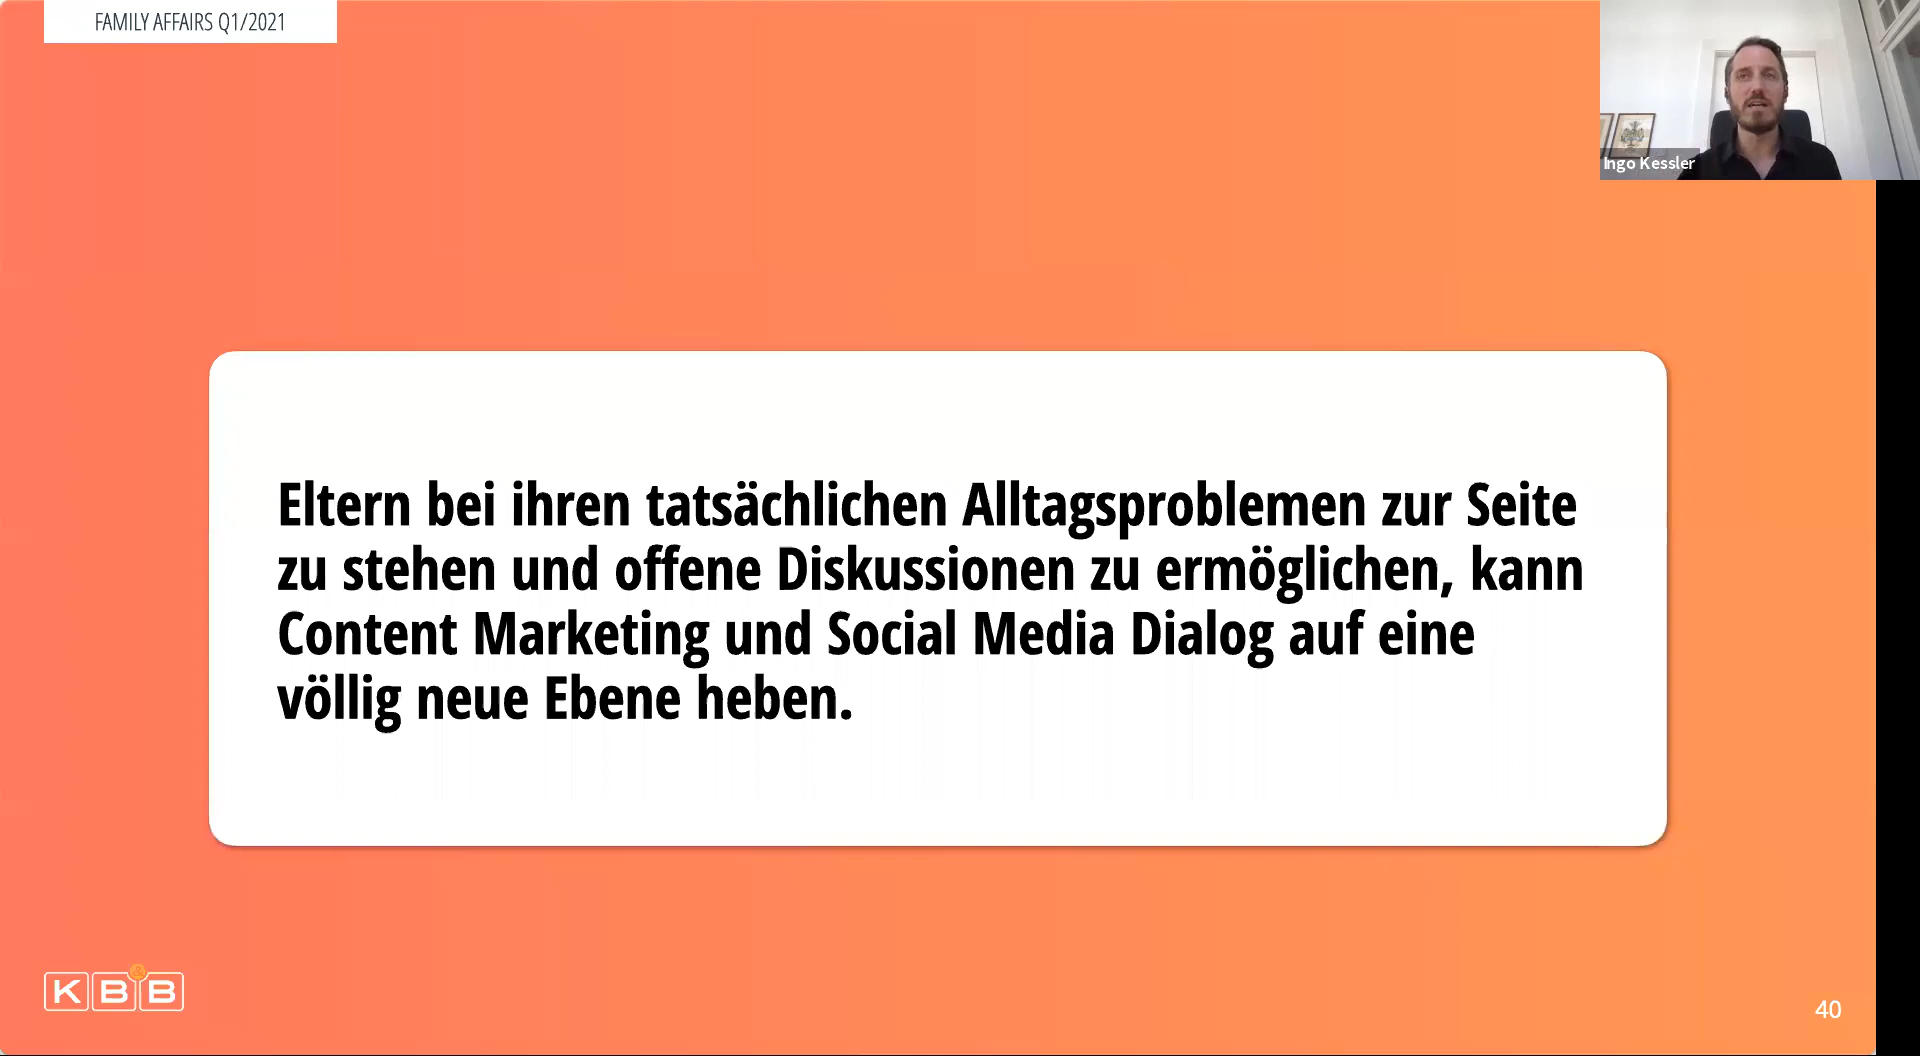 FAMILY AFFAIRS Q1/2021
Ingo Kessler
Eltern bei ihren tatsächlichen Alltagsproblemen zur Seite
zu stehen und offene Diskussionen zu ermöglichen, kann
Content Marketing und Social Media Dialog auf eine
völlig neue Ebene heben.
KB&B
40